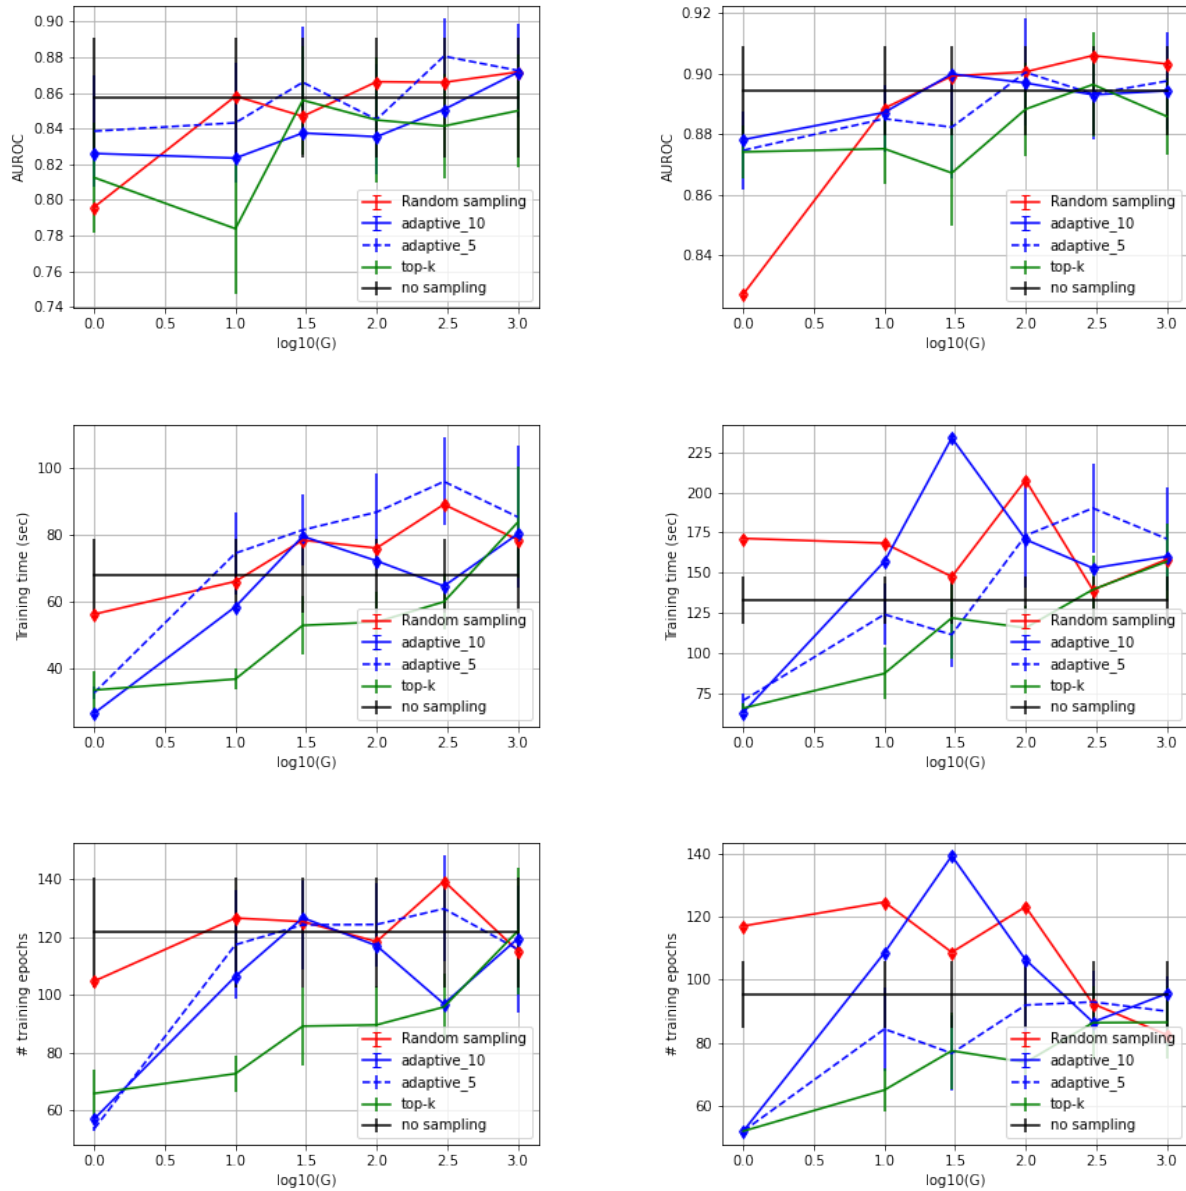 0.90
0.88
0.86
0.84
0.82
0.80
0.78
0.76
0.74
AUROC
0.0 0.5 1.0 1.5 2.0 2.5 3.0
log10(G)
Random sampling
adaptive_10
adaptive_5
top-k
no sampling
0.92
0.90
0.88
0.86
0.84
AUROC
0.0 0.5 1.0 1.5 2.0 2.5 3.0
log10(G)
Random sampling
adaptive_10
adaptive_5
top-k
no sampling
100
80
60
40
Training time (sec)
0.0 0.5 1.0 1.5 2.0 2.5 3.0
log10(G)
Random sampling
adaptive_10
adaptive_5
top-k
no sampling
225
200
175
150
125
100
75
Training time (sec)
0.0 0.5 1.0 1.5 2.0 2.5 3.0
log10(G)
Random sampling
adaptive_10
adaptive_5
top-k
no sampling
140
120
100
80
60
# training epochs
0.0 0.5 1.0 1.5 2.0 2.5 3.0
log10(G)
Random sampling
adaptive_10
adaptive_5
top-k
no sampling
140
120
100
80
60
# training epochs
0.0 0.5 1.0 1.5 2.0 2.5 3.0
log10(G)
Random sampling
adaptive_10
adaptive_5
top-k
no sampling